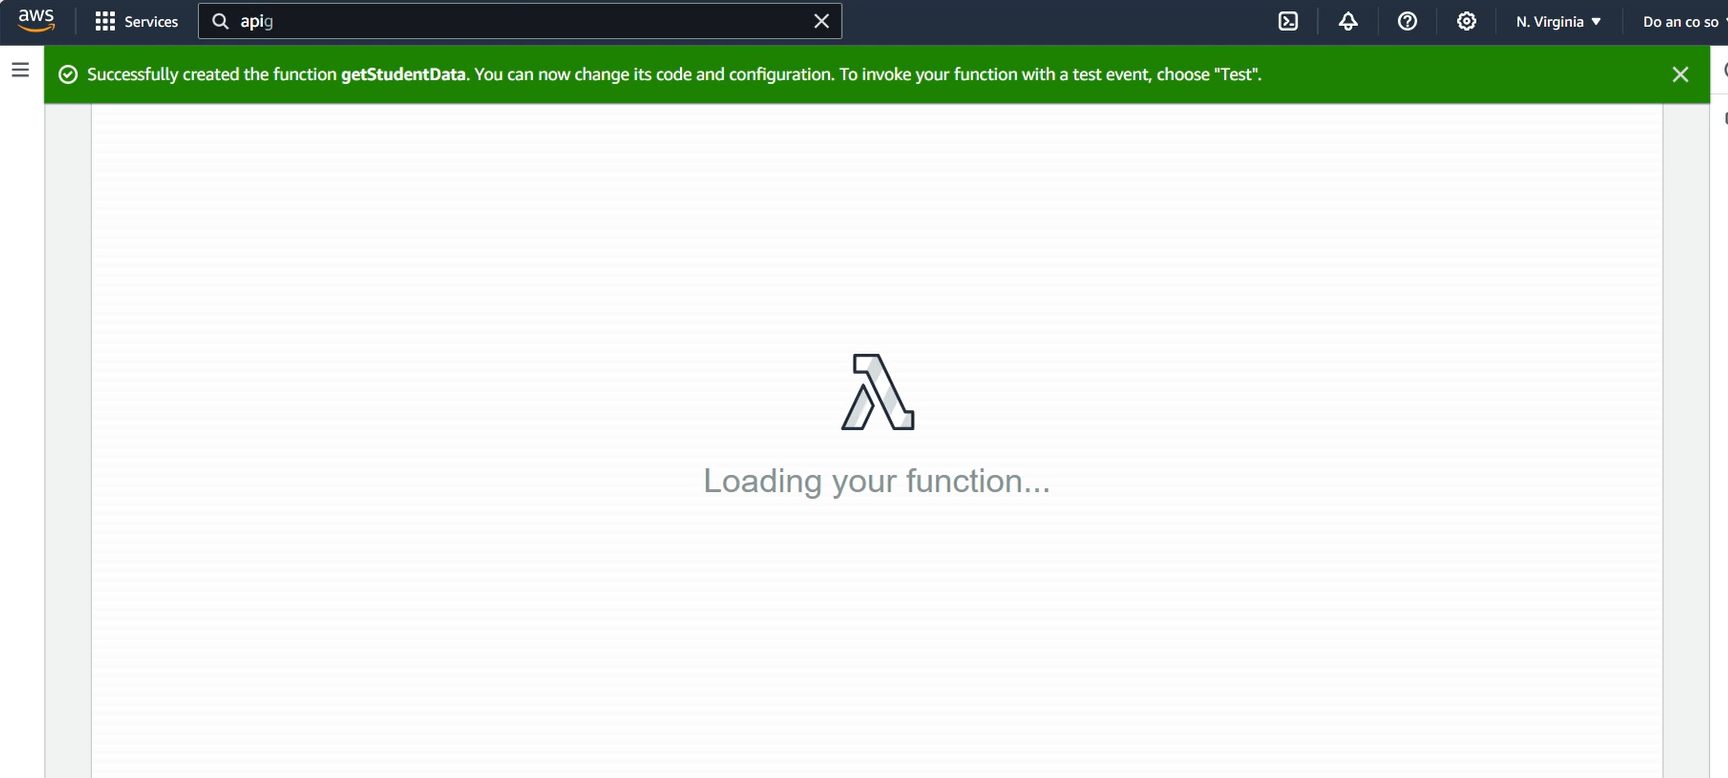 aws Services apig N. Virginia Do an co so
Successfully created the function getStudentData. You can now change its code and configuration. To invoke your function with a test event, choose "Test".
Loading your function...